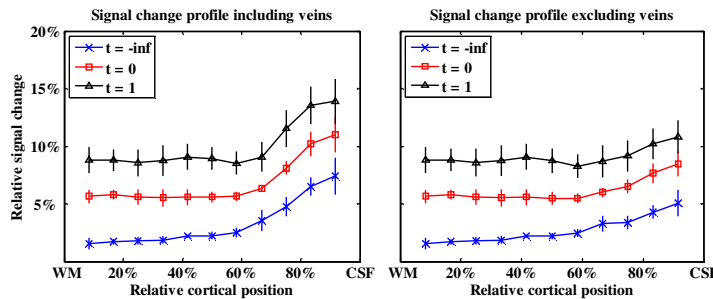 Signal change profile including veins
20%
15%
10%
5%
Relative signal change
t = -inf
t = 0
t = 1
WM 20% 40% 60% 80% CSF
Relative cortical position
Signal change profile excluding veins
t = -inf
t = 0
t = 1
WM 20% 40% 60% 80% CSF
Relative cortical position